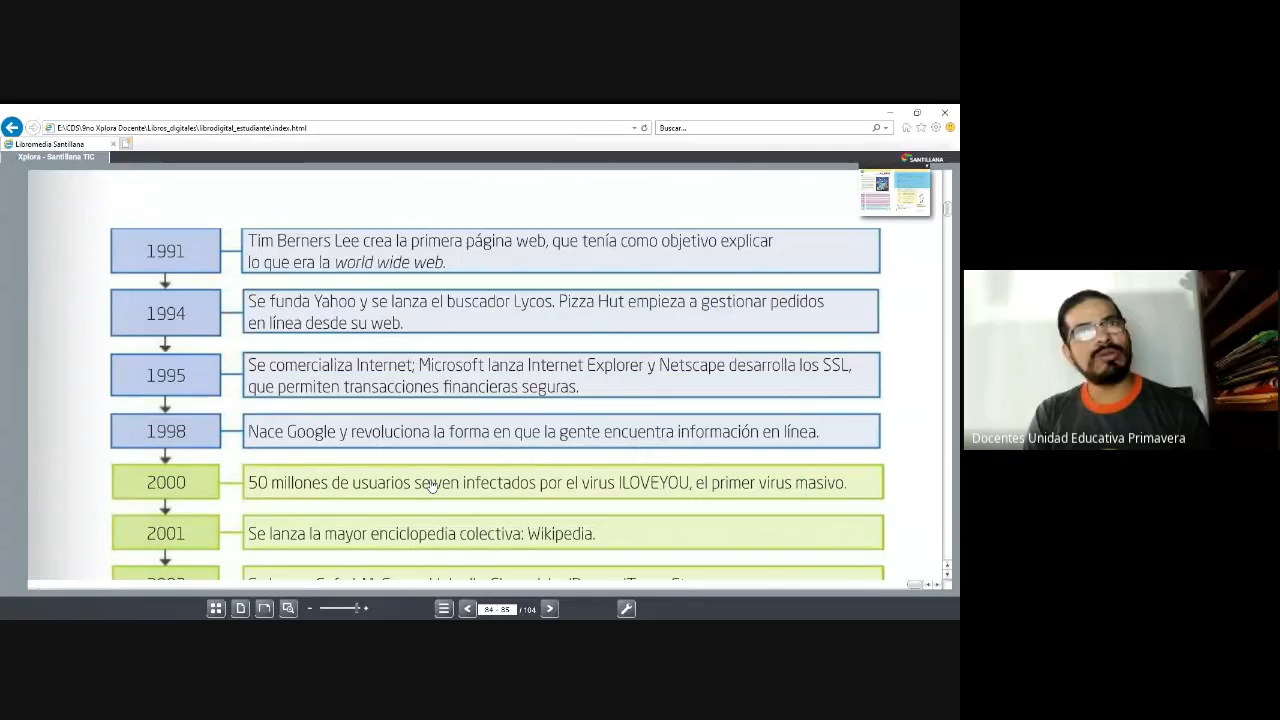 E:\CDS\9no Xplora Docente\Libros_digitales\librodigital_estudiante\index.html
Buscar...
Libromedia Santillana
Xplora - Santillana TIC
SANTILLANA
1991
Tim Berners Lee crea la primera página web, que tenía como objetivo explicar
lo que era la world wide web.
1994
Se funda Yahoo y se lanza el buscador Lycos. Pizza Hut empieza a gestionar pedidos
en línea desde su web.
1995
Se comercializa Internet; Microsoft lanza Internet Explorer y Netscape desarrolla los SSL,
que permiten transacciones financieras seguras.
1998
Nace Google y revoluciona la forma en que la gente encuentra información en línea.
2000
50 millones de usuarios se ven infectados por el virus ILOVEYOU, el primer virus masivo.
2001
Se lanza la mayor enciclopedia colectiva: Wikipedia.
84 - 85 / 104
Docentes Unidad Educativa Primavera